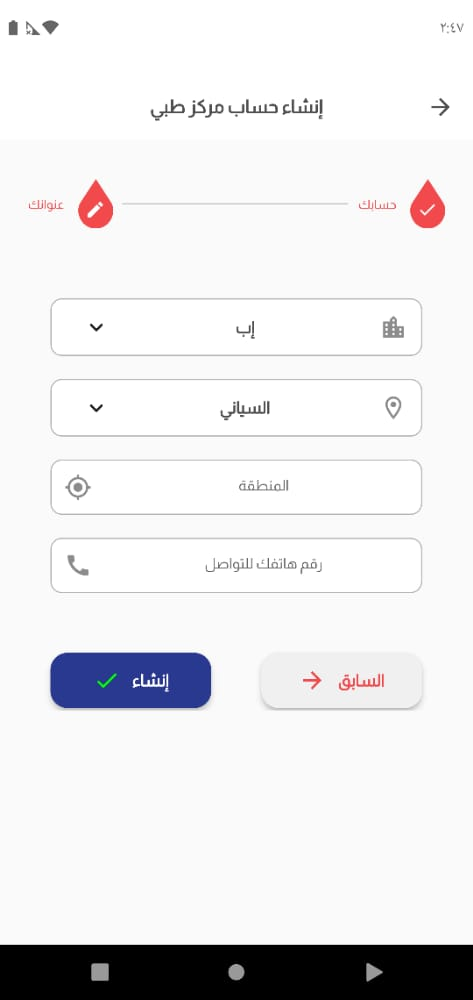 ٢:٤٧
إنشاء حساب مركز طبي
حسابك
عنوانك
إب
السياني
المنطقة
رقم هاتفك للتواصل
السابق
إنشاء